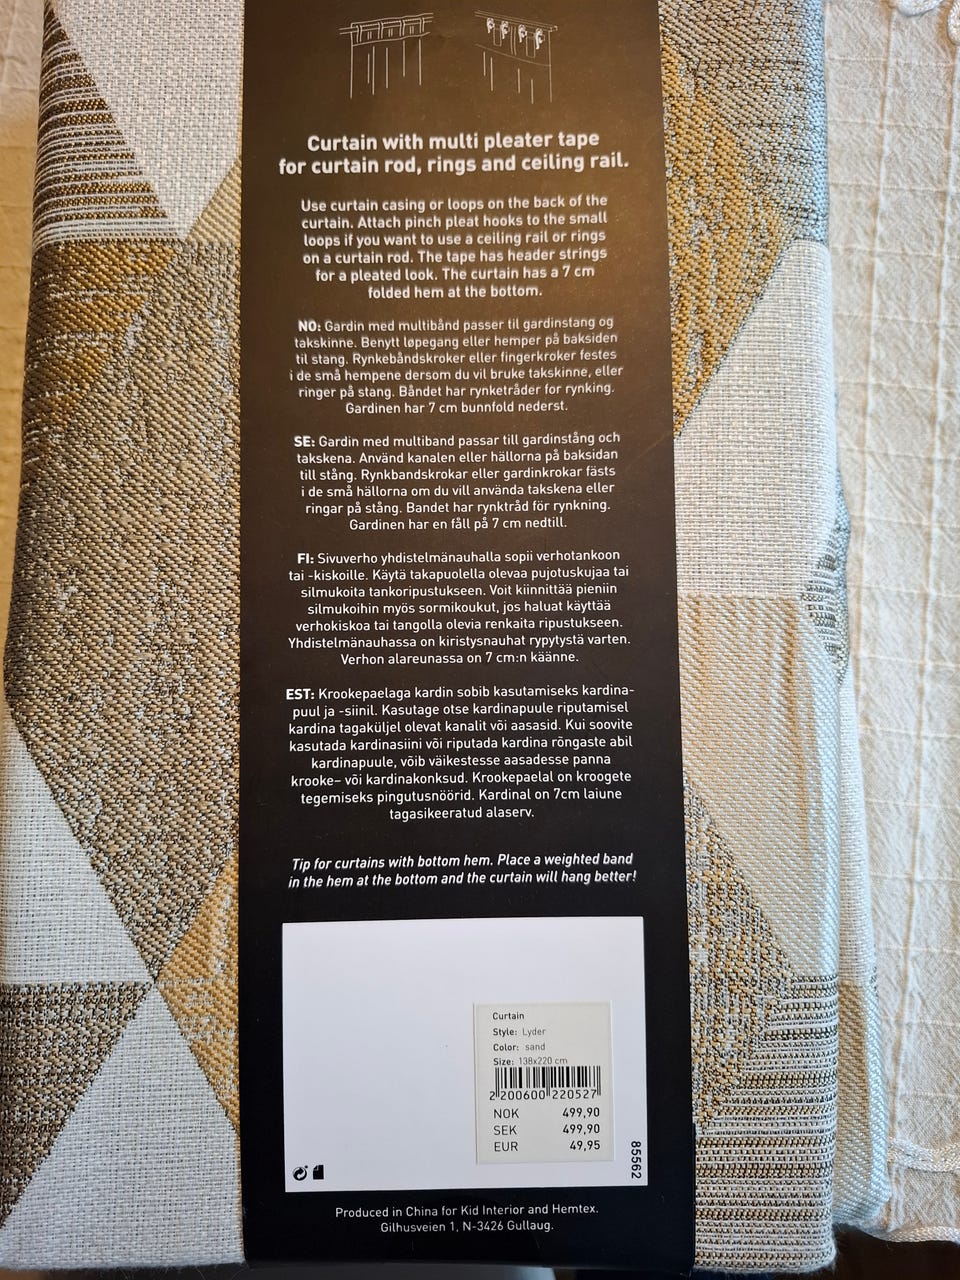 Curtain with multi pleater tape
for curtain rod, rings and ceiling rail.
Use curtain casing or loops on the back of the
curtain. Attach pinch pleat hooks to the small
loops if you want to use a ceiling rail or rings
on a curtain rod. The tape has header strings
for a pleated look. The curtain has a 7 cm
folded hem at the bottom.
NO: Gardin med multibånd passer til gardinstang og
takskinne. Benytt løpegang eller hemper på baksiden
til stang. Rynkebåndskroker eller fingerkroker festes
i de små hempene dersom du vil bruke takskinne, eller
ringer på stang. Båndet har rynketråder for rynking.
Gardinen har 7 cm bunnfold nederst.
SE: Gardin med multiband passar till gardinstång och
takskena. Använd kanalen eller hällorna på baksidan
till stång. Rynkbandskrokar eller gardinkrokar fästs
i de små hällorna om du vill använda takskena eller
ringar på stång. Bandet har rynktråd för rynkning.
Gardinen har en fåll på 7 cm nedtill.
FI: Sivuverho yhdistelmänauhalla sopii verhotankoon
tai -kiskoille. Käytä takapuolella olevaa pujotuskujaa tai
silmukoita tankoripustukseen. Voit kiinnittää pieniin
silmukoihin myös sormikoukut, jos haluat käyttää
verhokiskoa tai tangolla olevia renkaita ripustukseen.
Yhdistelmänauhassa on kiristysnauhat rypytystä varten.
Verhon alareunassa on 7 cm:n käänne.
EST: Krookepaelaga kardin sobib kasutamiseks kardina-
puul ja -siinil. Kasutage otse kardinapuule riputamisel
kardina tagaküljel olevat kanalit või aasasid. Kui soovite
kasutada kardinasiini või riputada kardina rõngaste abil
kardinapuule, võib väikestesse aasadesse panna
krooke– või kardinakonksud. Krookepaelal on kroogete
tegemiseks pingutusnöörid. Kardinal on 7cm laiune
tagasikeeratud alaserv.
Tip for curtains with bottom hem. Place a weighted band
in the hem at the bottom and the curtain will hang better!
Curtain
Style: Lyder
Color: sand
Size: 138x220 cm
2 200600 220527
NOK 499,90
SEK 499,90
EUR 49,95
85562
Produced in China for Kid Interior and Hemtex.
Gilhusveien 1, N-3426 Gullaug.